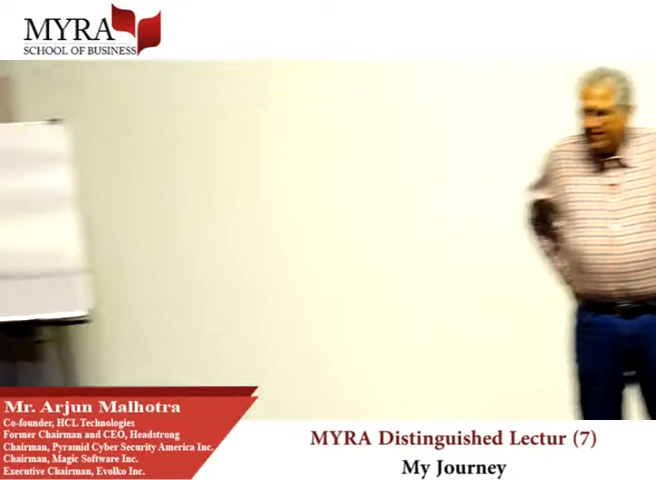 MYRA
SCHOOL OF BUSINESS
Mr. Arjun Malhotra
Co-founder, HCL Technologies
Former Chairman and CEO, Headstrong
Chairman, Pyramid Cyber Security America Inc.
Chairman, Magic Software Inc.
Executive Chairman, Evolko Inc.
MYRA Distinguished Lectur (7)
My Journey